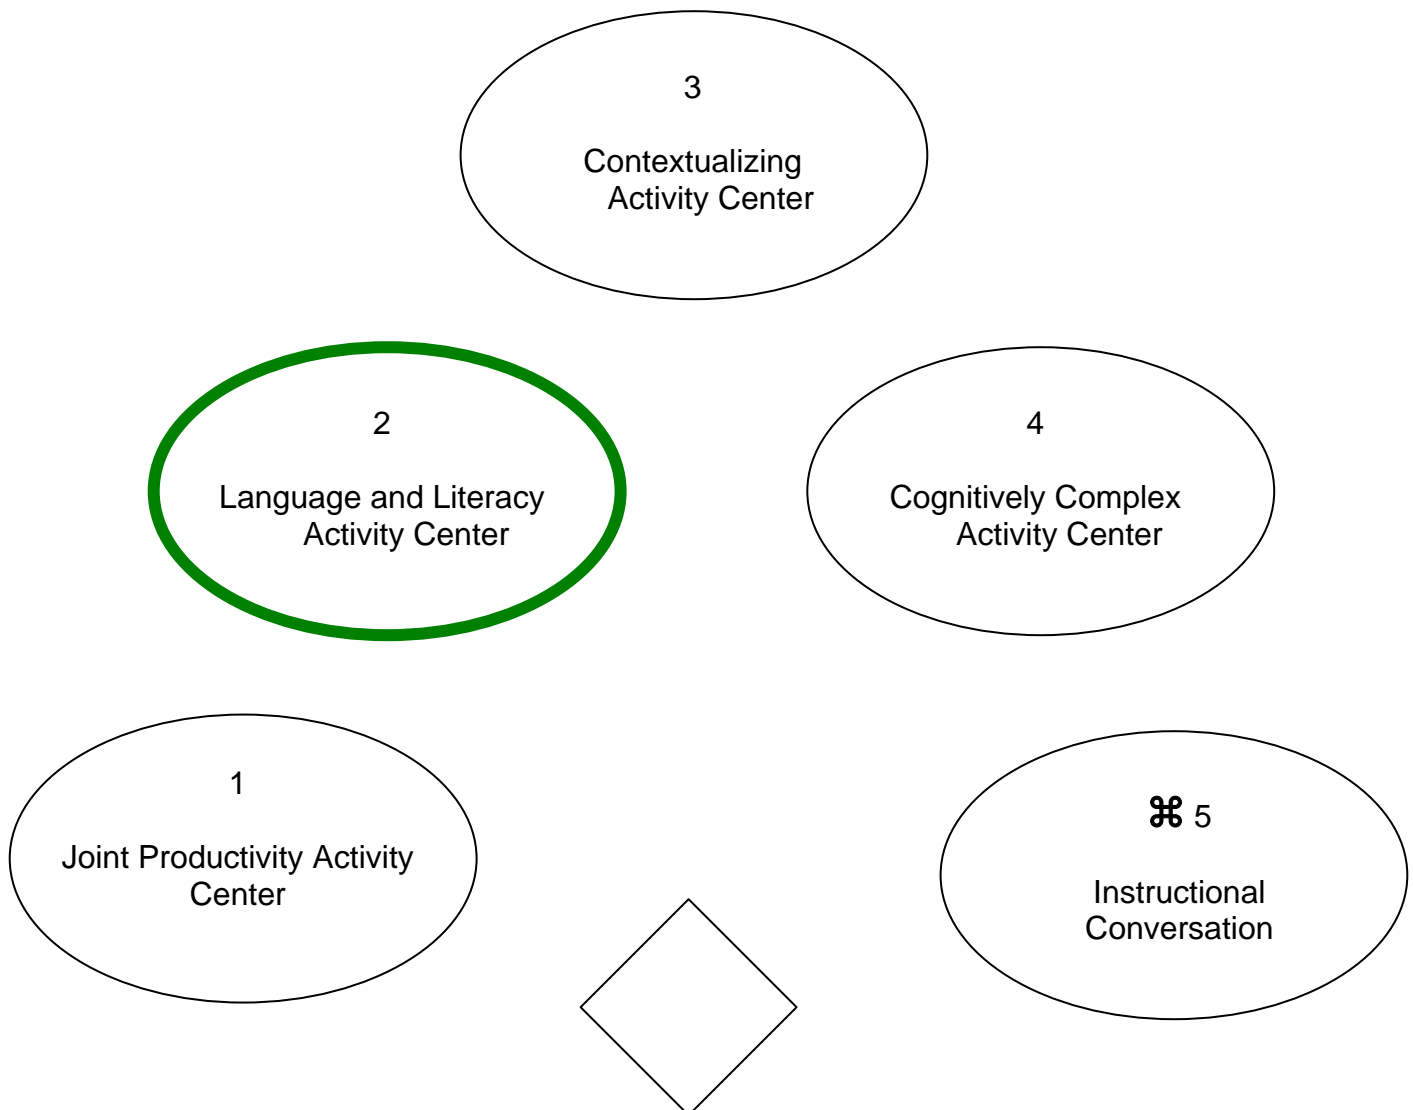 3
Contextualizing
Activity Center
2
Language and Literacy
Activity Center
4
Cognitively Complex
Activity Center
1
Joint Productivity Activity
Center
⌘ 5
Instructional
Conversation